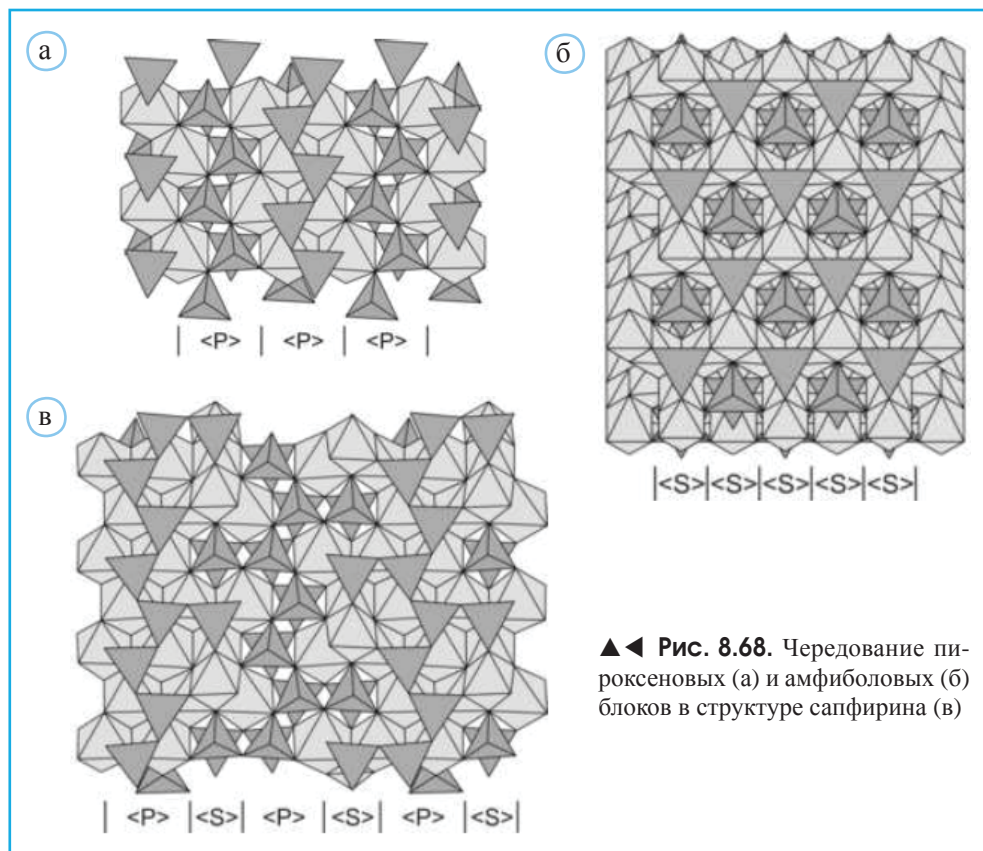 а
| <P> | <P> | <P> |
б
|<S>|<S>|<S>|<S>|<S>|
в
| <P> |<S>| <P> |<S>| <P> |<S>|
▲◄ Рис. 8.68. Чередование пи-
роксеновых (а) и амфиболовых (б)
блоков в структуре сапфирина (в)